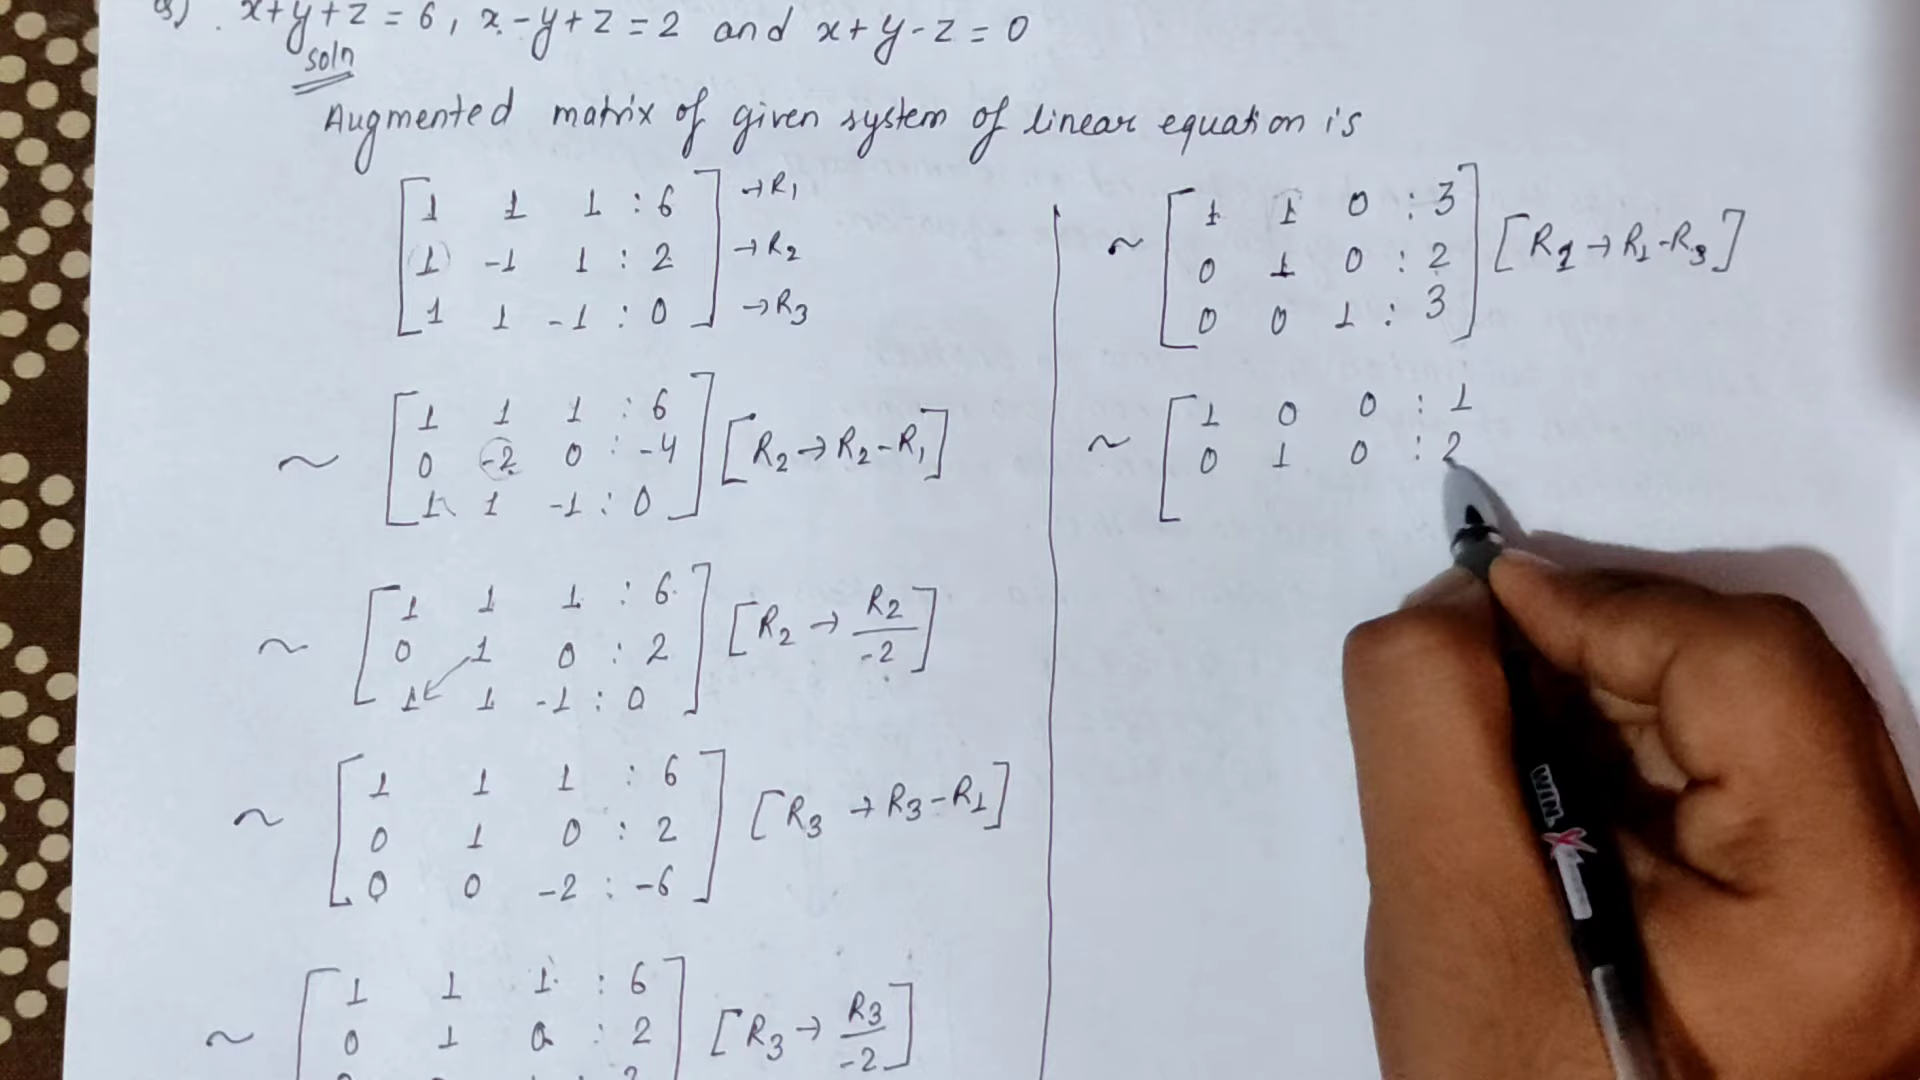 x+y+z=6, x-y+z=2 and x+y-z=0
soln
Augmented matrix of given system of linear equation is
1 1 1 : 6 →R1
1 -1 1 : 2 →R2
1 1 -1 : 0 →R3
~ 1 1 1 : 6
0 -2 0 : -4 [R2→R2-R1]
1 1 -1 : 0
~ 1 1 1 : 6
0 1 0 : 2 [R2→R2/-2]
1 1 -1 : 0
~ 1 1 1 : 6
0 1 0 : 2 [R3→R3-R1]
0 0 -2 : -6
~ 1 1 1 : 6
0 1 0 : 2 [R3→R3/-2]
~ 1 1 0 : 3
0 1 0 : 2 [R1→R1-R3]
0 0 1 : 3
~ 1 0 0 : 1
0 1 0 : 2
WIN